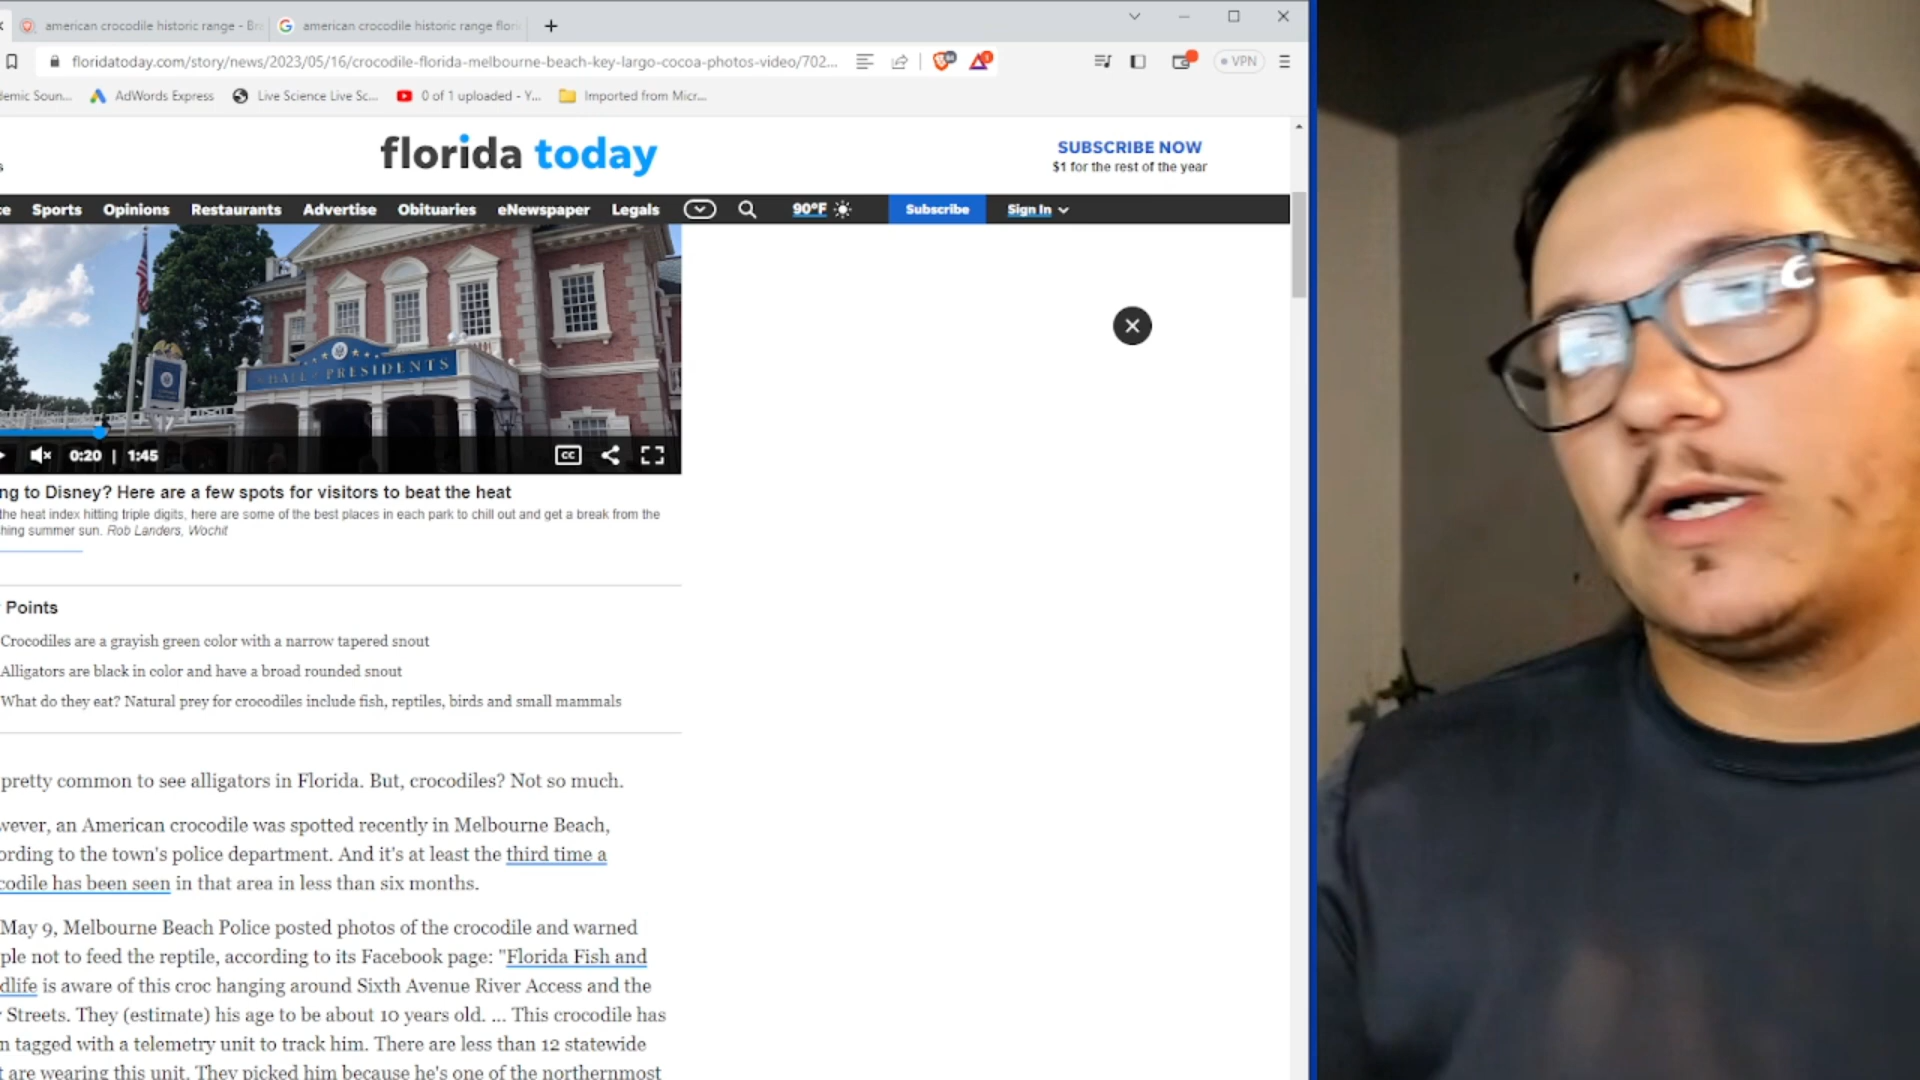 american crocodile historic range - Br
american crocodile historic range flori
floridatoday.com/story/news/2023/05/16/crocodile-florida-melbourne-beach-key-largo-cocoa-photos-video/702...
VPN
demic Soun...
AdWords Express
Live Science Live Sc...
0 of 1 uploaded - Y...
Imported from Micr...
florida today
SUBSCRIBE NOW
$1 for the rest of the year
ce Sports Opinions Restaurants Advertise Obituaries eNewspaper Legals 90°F Subscribe Sign In
HALL of PRESIDENTS
0:20 | 1:45
CC
ng to Disney? Here are a few spots for visitors to beat the heat
the heat index hitting triple digits, here are some of the best places in each park to chill out and get a break from the
hing summer sun. Rob Landers, Wochit
Points
Crocodiles are a grayish green color with a narrow tapered snout
Alligators are black in color and have a broad rounded snout
What do they eat? Natural prey for crocodiles include fish, reptiles, birds and small mammals
pretty common to see alligators in Florida. But, crocodiles? Not so much.
wever, an American crocodile was spotted recently in Melbourne Beach,
ording to the town's police department. And it's at least the third time a
codile has been seen in that area in less than six months.
May 9, Melbourne Beach Police posted photos of the crocodile and warned
ple not to feed the reptile, according to its Facebook page: "Florida Fish and
dlife is aware of this croc hanging around Sixth Avenue River Access and the
Streets. They (estimate) his age to be about 10 years old. ... This crocodile has
n tagged with a telemetry unit to track him. There are less than 12 statewide
t are wearing this unit. They picked him because he's one of the northernmost